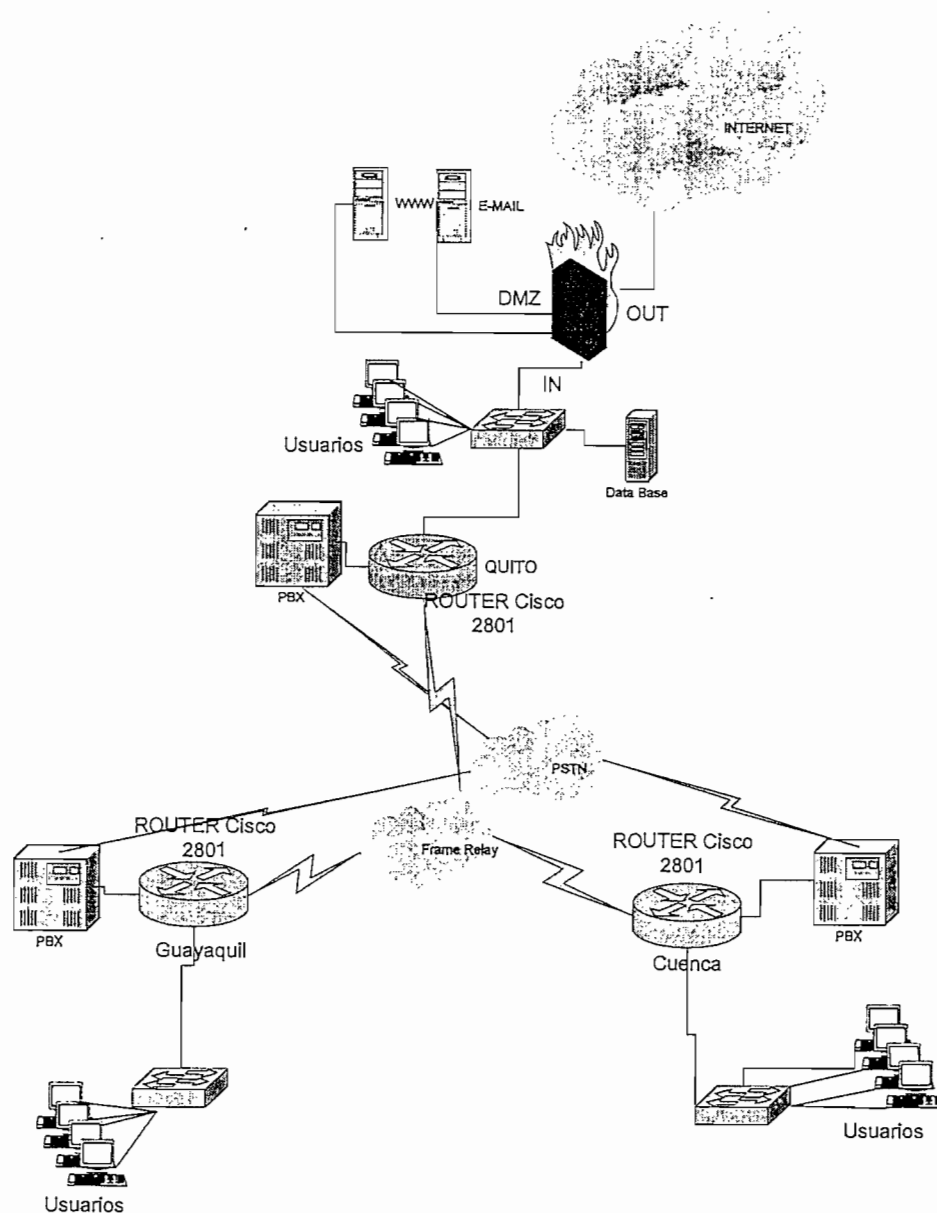 INTERNET
E-MAIL
DMZ
OUT
IN
Usuarios
Data Base
PBX
QUITO
ROUTER Cisco
2801
PSTN
ROUTER Cisco
2801
Frame Relay
ROUTER Cisco
2801
PBX
Guayaquil
PBX
Cuenca
Usuarios
Usuarios